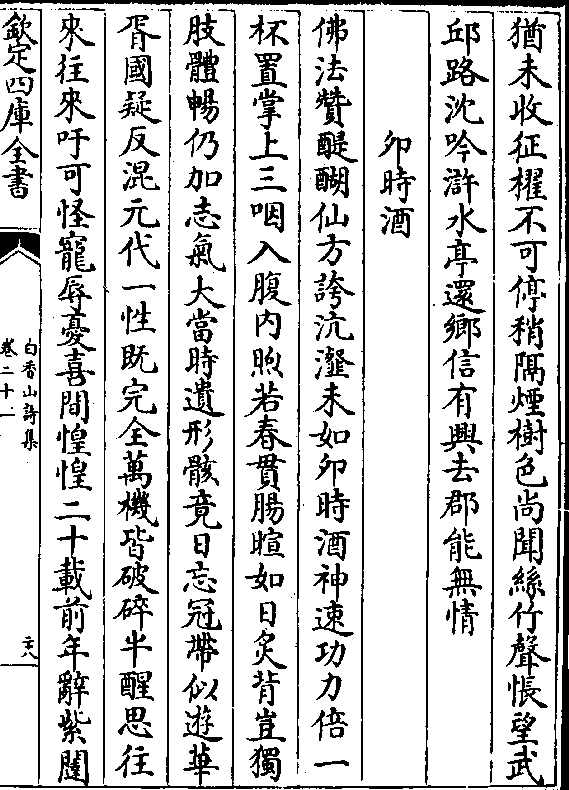 猶未收征櫂不可停稍隔煙樹色尚聞絲竹聲悵望武
邱路沈吟滸水亭還鄉信有興去郡能無情
卯時酒
佛法贊醍醐仙方誇沆瀣未如卯時酒神速功力倍一
杯置掌上三咽入腹内煦若春貫腸暄如日炙背豈獨
肢體暢仍加志氣大當時遺形骸竟日忘冠帶似遊華
胥國疑反混元代一性既完全萬機皆破碎半醒思往
來往來吁可怪寵辱憂喜間惶惶二十載前年辭紫闥
欽定四庫全書
白香山詩集
卷二十一